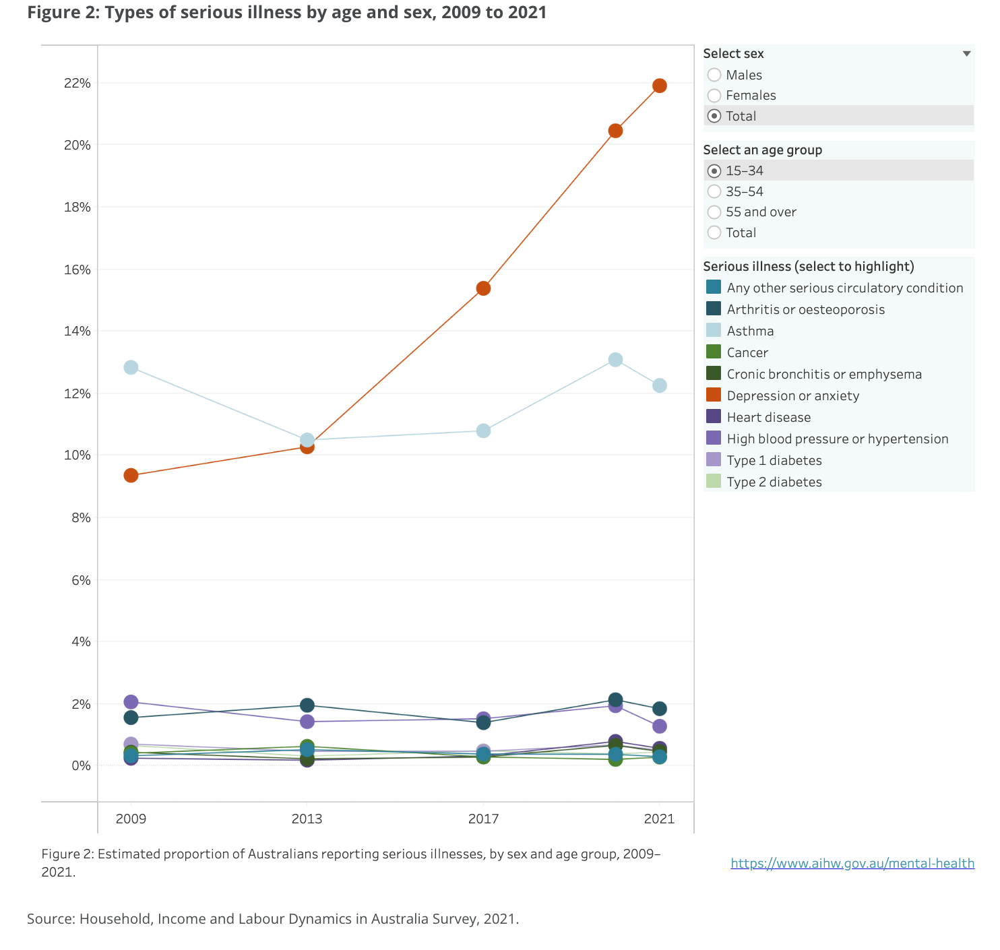 Figure 2: Types of serious illness by age and sex, 2009 to 2021
22%
20%
18%
16%
14%
12%
10%
8%
6%
4%
2%
0%
2009
2013
2017
2021
Select sex
Males
Females
Total
Select an age group
15–34
35–54
55 and over
Total
Serious illness (select to highlight)
Any other serious circulatory condition
Arthritis or oesteoporosis
Asthma
Cancer
Cronic bronchitis or emphysema
Depression or anxiety
Heart disease
High blood pressure or hypertension
Type 1 diabetes
Type 2 diabetes
Figure 2: Estimated proportion of Australians reporting serious illnesses, by sex and age group, 2009–
2021.
https://www.aihw.gov.au/mental-health
Source: Household, Income and Labour Dynamics in Australia Survey, 2021.